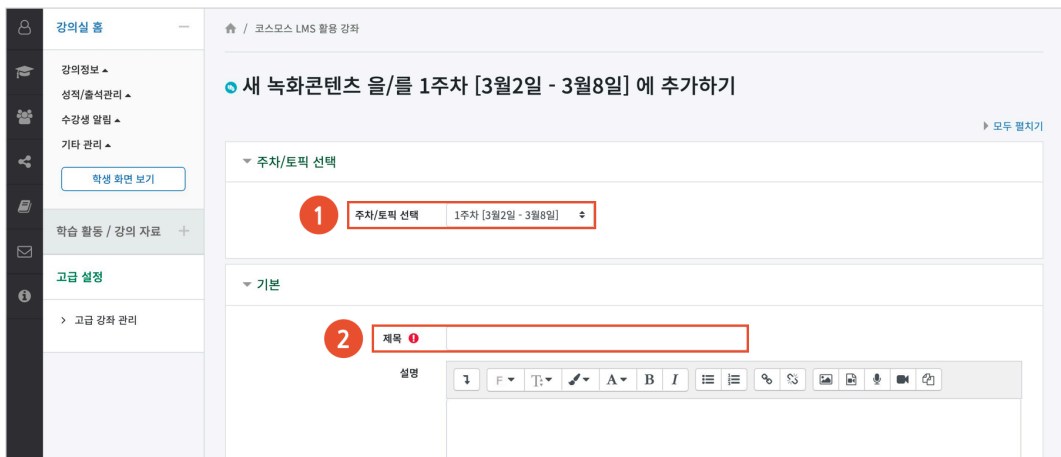 강의실 홈
강의정보
성적/출석관리
수강생 알림
기타 관리
학생 화면 보기
학습 활동 / 강의 자료
고급 설정
> 고급 강좌 관리
/ 코스모스 LMS 활용 강좌
새 녹화콘텐츠 을/를 1주차 [3월2일 - 3월8일] 에 추가하기
모두 펼치기
주차/토픽 선택
1 주차/토픽 선택 1주차 [3월2일 - 3월8일]
기본
2 제목
설명
F T: A B I